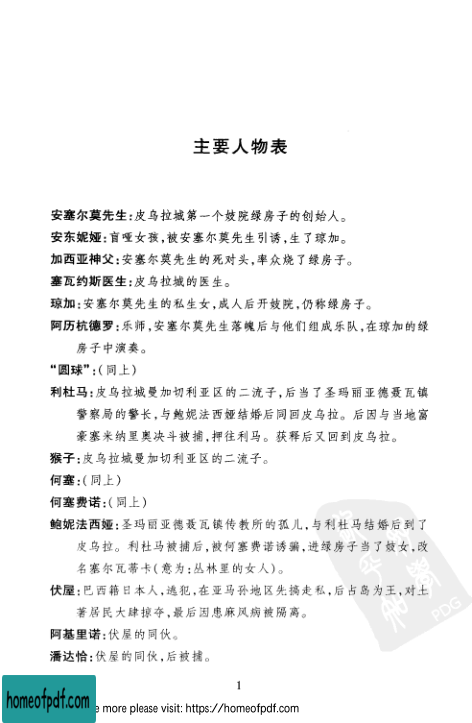 主要人物表
安塞尔莫先生:皮乌拉城第一个妓院绿房子的创始人。
安东妮娅:盲哑女孩,被安塞尔莫先生引诱,生了琼加。
加西亚神父:安塞尔莫先生的死对头,率众烧了绿房子。
塞瓦约斯医生:皮乌拉城的医生。
琼加:安塞尔莫先生的私生女,成人后开妓院,仍称绿房子。
阿历杭德罗:乐师,安塞尔莫先生落魄后与他们组成乐队,在琼加的绿
房子中演奏。
“圆球”:(同上)
利杜马:皮乌拉城曼加切利亚区的二流子,后当了圣玛丽亚德聂瓦镇
警察局的警长,与鲍妮法西娅结婚后同回皮乌拉。后因与当地富
豪塞米纳里奥决斗被捕,押往利马。获释后又回到皮乌拉。
猴子:皮乌拉城曼加切利亚区的二流子。
何塞:(同上)
何塞费诺:(同上)
鲍妮法西娅:圣玛丽亚德聂瓦镇传教所的孤儿,与利杜马结婚后到了
皮乌拉。利杜马被捕后,被何塞费诺诱骗,进绿房子当了妓女,改
名塞尔瓦蒂卡(意为:丛林里的女人)。
伏屋:巴西籍日本人,逃犯,在亚马孙地区先搞走私,后占岛为王,对土
著居民大肆掠夺,最后因患麻风病被隔离。
阿基里诺:伏屋的同伙。
潘达恰:伏屋的同伙,后被捕。
PDG
1
homeofpdf.com
e more please visit: https://homeofpdf.com